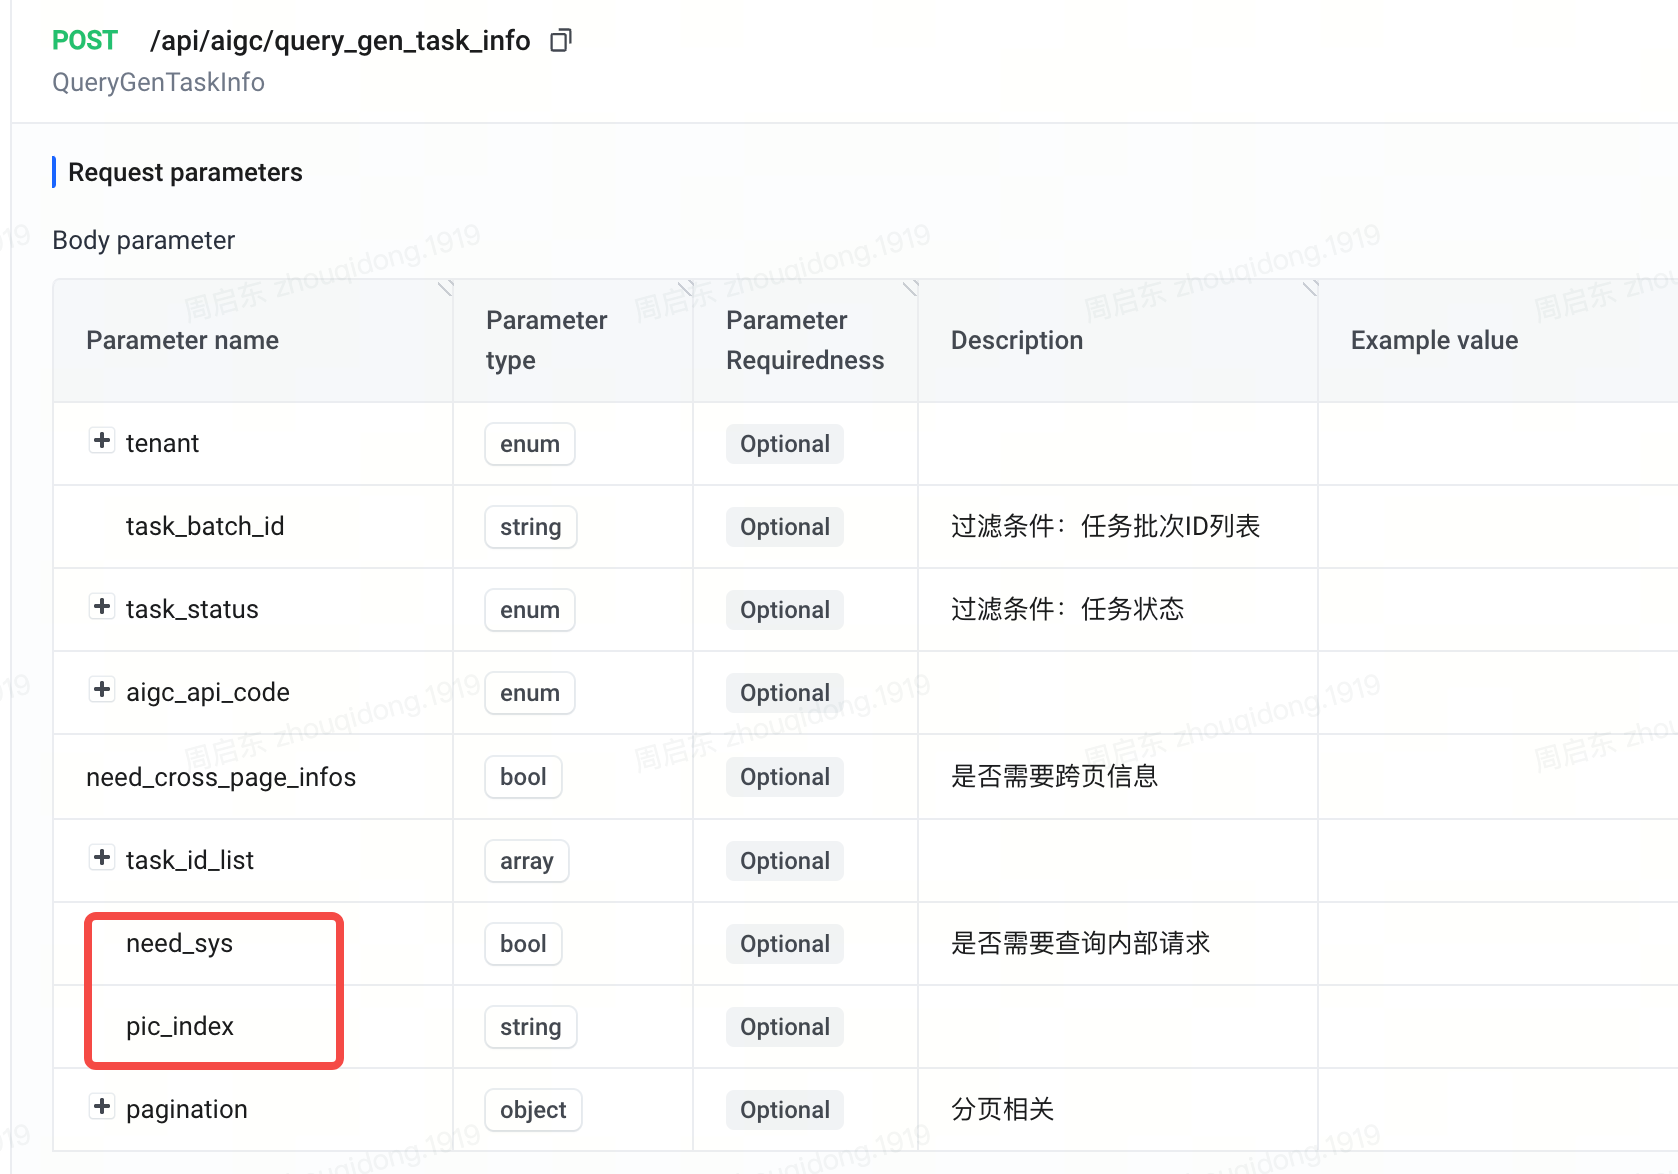 POST /api/aigc/query_gen_task_info
QueryGenTaskInfo
Request parameters
Body parameter
Parameter name Parameter type Parameter Requiredness Description Example value
tenant enum Optional
task_batch_id string Optional 过滤条件：任务批次ID列表
task_status enum Optional 过滤条件：任务状态
aigc_api_code enum Optional
need_cross_page_infos bool Optional 是否需要跨页信息
task_id_list array Optional
need_sys bool Optional 是否需要查询内部请求
pic_index string Optional
pagination object Optional 分页相关
周启东 zhouqidong.1919